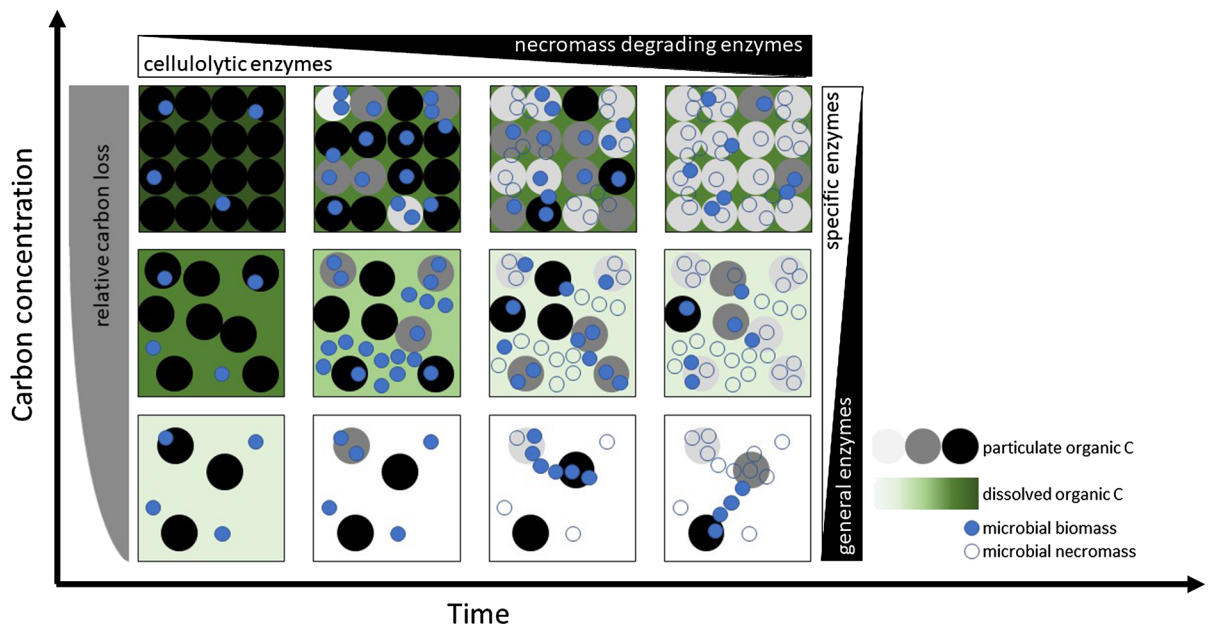 necromass degrading enzymes
cellulolytic enzymes
Carbon concentration
relative carbon loss
specific enzymes
general enzymes
particulate organic C
dissolved organic C
microbial biomass
microbial necromass
Time